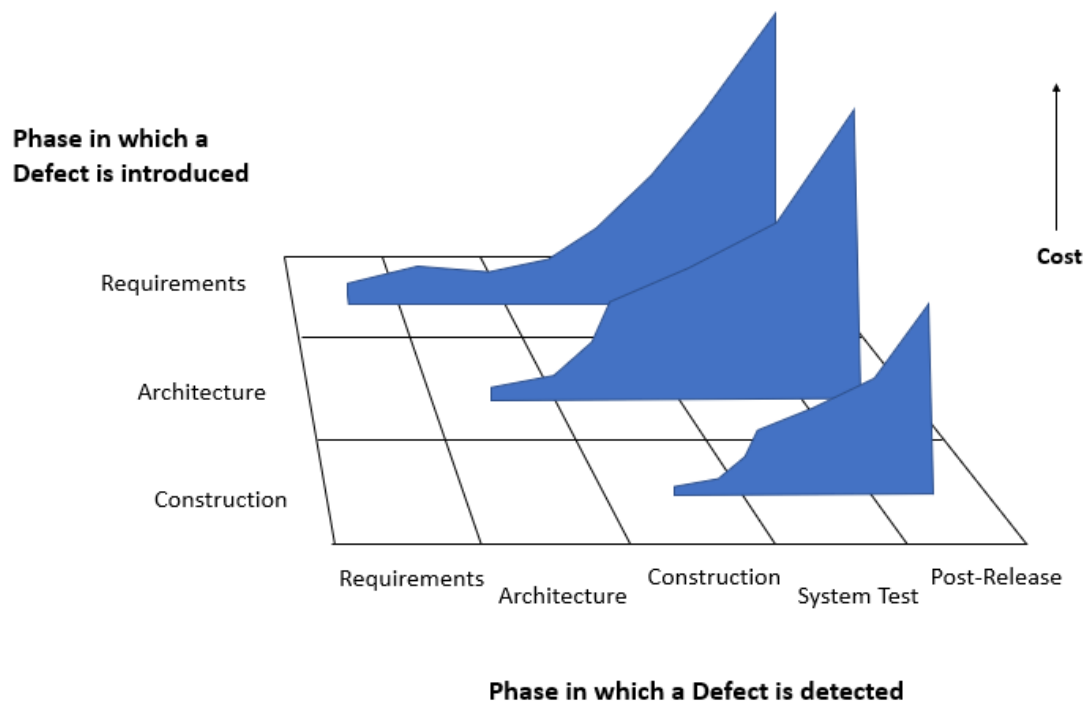 Phase in which a
Defect is introduced
Cost
Requirements
Architecture
Construction
Requirements
Architecture
Construction
System Test
Post-Release
Phase in which a Defect is detected